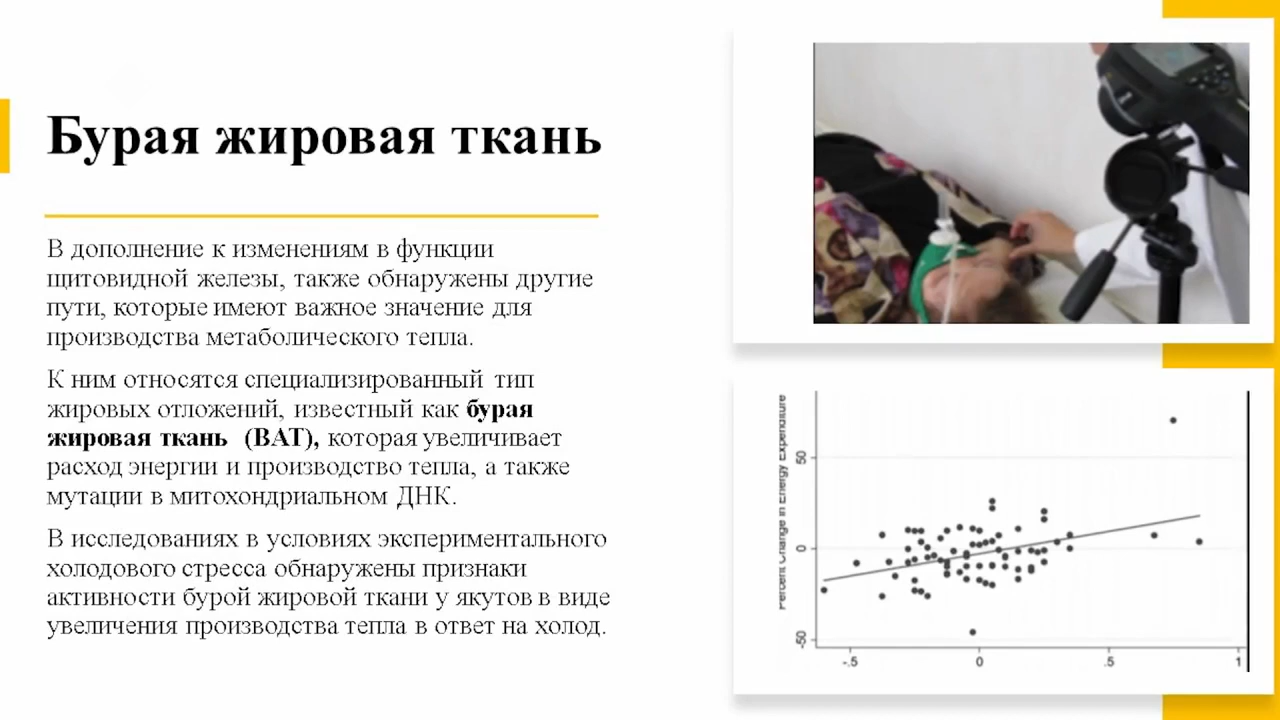 Бурая жировая ткань
В дополнение к изменениям в функции
щитовидной железы, также обнаружены другие
пути, которые имеют важное значение для
производства метаболического тепла.
К ним относятся специализированный тип
жировых отложений, известный как бурая
жировая ткань (ВАТ), которая увеличивает
расход энергии и производство тепла, а также
мутации в митохондриальном ДНК.
В исследованиях в условиях экспериментального
холодового стресса обнаружены признаки
активности бурой жировой ткани у якутов в виде
увеличения производства тепла в ответ на холод.
Percent Change in Energy Expenditure
50
0
-50
-.5
0
.5
1